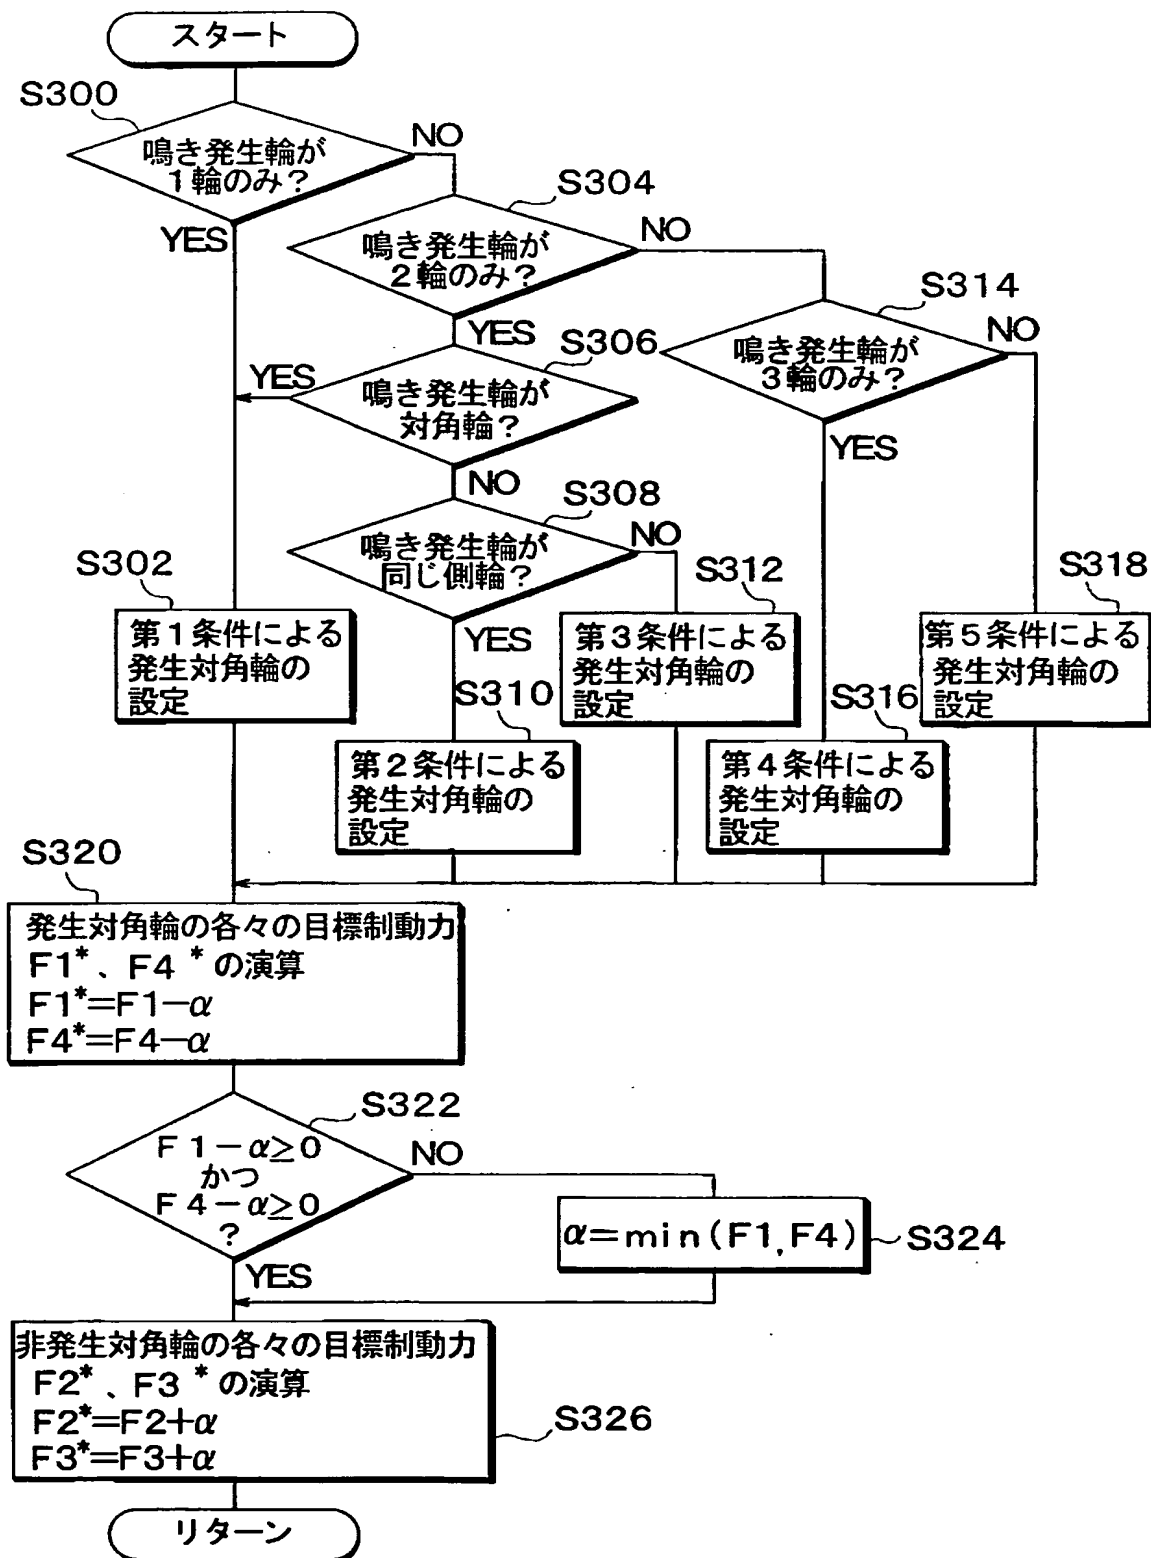 スタート
S300
鳴き発生輪が
1輪のみ?
NO
YES
S304
鳴き発生輪が
2輪のみ?
NO
YES
S314
鳴き発生輪が
3輪のみ?
NO
YES
S306
鳴き発生輪が
対角輪?
YES
NO
S308
鳴き発生輪が
同じ側輪?
NO
YES
S302
第1条件による
発生対角輪の
設定
S312
第3条件による
発生対角輪の
設定
S318
第5条件による
発生対角輪の
設定
S310
第2条件による
発生対角輪の
設定
S316
第4条件による
発生対角輪の
設定
S320
発生対角輪の各々の目標制動力
F1*、F4*の演算
F1*=F1−α
F4*=F4−α
S322
F1−α≥0
かつ
F4−α≥0
?
NO
YES
α=min(F1,F4)
S324
非発生対角輪の各々の目標制動力
F2*、F3*の演算
F2*=F2+α
F3*=F3+α
S326
リターン